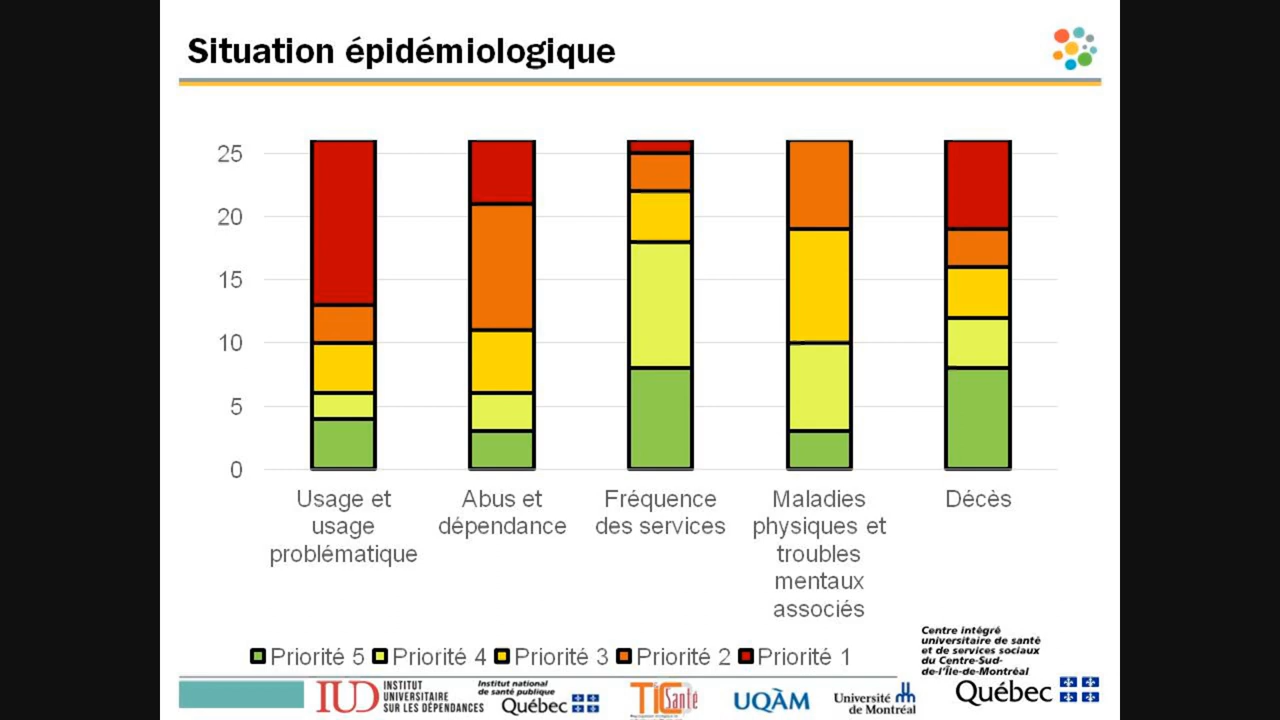 Situation épidémiologique
25
20
15
10
5
0
Usage et
usage
problématique
Abus et
dépendance
Fréquence
des services
Maladies
physiques et
troubles
mentaux
associés
Décès
Priorité 5 Priorité 4 Priorité 3 Priorité 2 Priorité 1
Centre intégré
universitaire de santé
et de services sociaux
du Centre-Sud-
de-l'Île-de-Montréal
Québec
IUD
INSTITUT
UNIVERSITAIRE
SUR LES DÉPENDANCES
Institut national
de santé publique
Québec
TIC Santé
UQÀM
Université
de Montréal